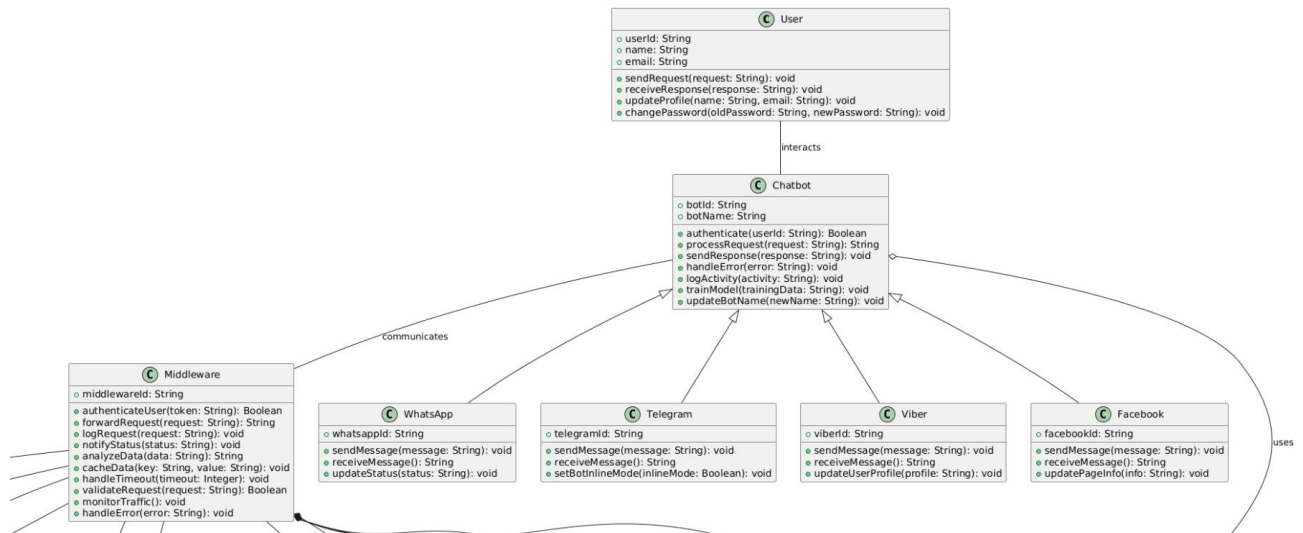 C User
userId: String
name: String
email: String
sendRequest(request: String): void
receiveResponse(response: String): void
updateProfile(name: String, email: String): void
changePassword(oldPassword: String, newPassword: String): void
interacts
C Chatbot
botId: String
botName: String
authenticate(userId: String): Boolean
processRequest(request: String): String
sendResponse(response: String): void
handleError(error: String): void
logActivity(activity: String): void
trainModel(trainingData: String): void
updateBotName(newName: String): void
communicates
C Middleware
middlewareId: String
authenticateUser(token: String): Boolean
forwardRequest(request: String): String
logRequest(request: String): void
notifyStatus(status: String): void
analyzeData(data: String): String
cacheData(key: String, value: String): void
handleTimeout(timeout: Integer): void
validateRequest(request: String): Boolean
monitorTraffic(): void
handleError(error: String): void
C WhatsApp
whatsappId: String
sendMessage(message: String): void
receiveMessage(): String
updateStatus(status: String): void
C Telegram
telegramId: String
sendMessage(message: String): void
receiveMessage(): String
setBotInlineMode(inlineMode: Boolean): void
C Viber
viberId: String
sendMessage(message: String): void
receiveMessage(): String
updateUserProfile(profile: String): void
C Facebook
facebookId: String
sendMessage(message: String): void
receiveMessage(): String
updatePageInfo(info: String): void
uses